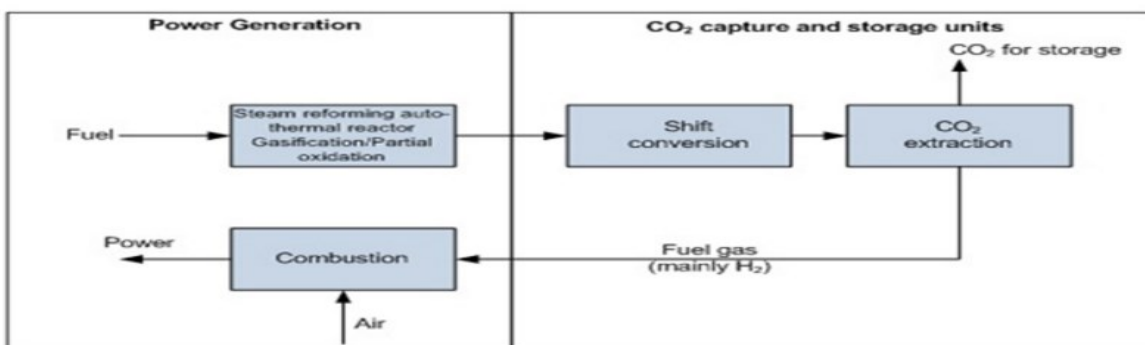 Power Generation
CO₂ capture and storage units
CO₂ for storage
Fuel
Steam reforming auto-
thermal reactor
Gasification/Partial
oxidation
Shift
conversion
CO₂
extraction
Power
Combustion
Fuel gas
(mainly H₂)
Air